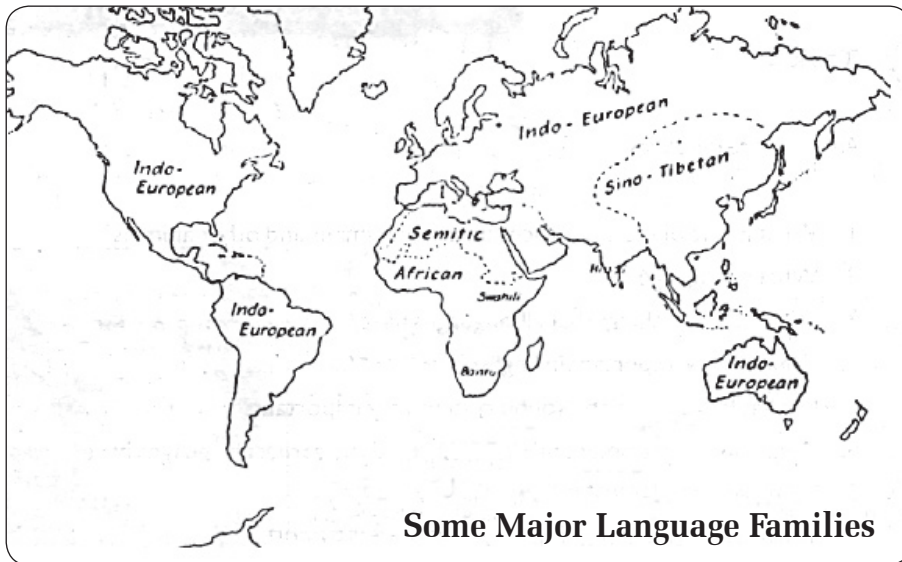 Indo-European
Sino-Tibetan
Indo-
European
Semitic
African
Swahili
Indo-
European
Bantu
Indo-
European
Some Major Language Families